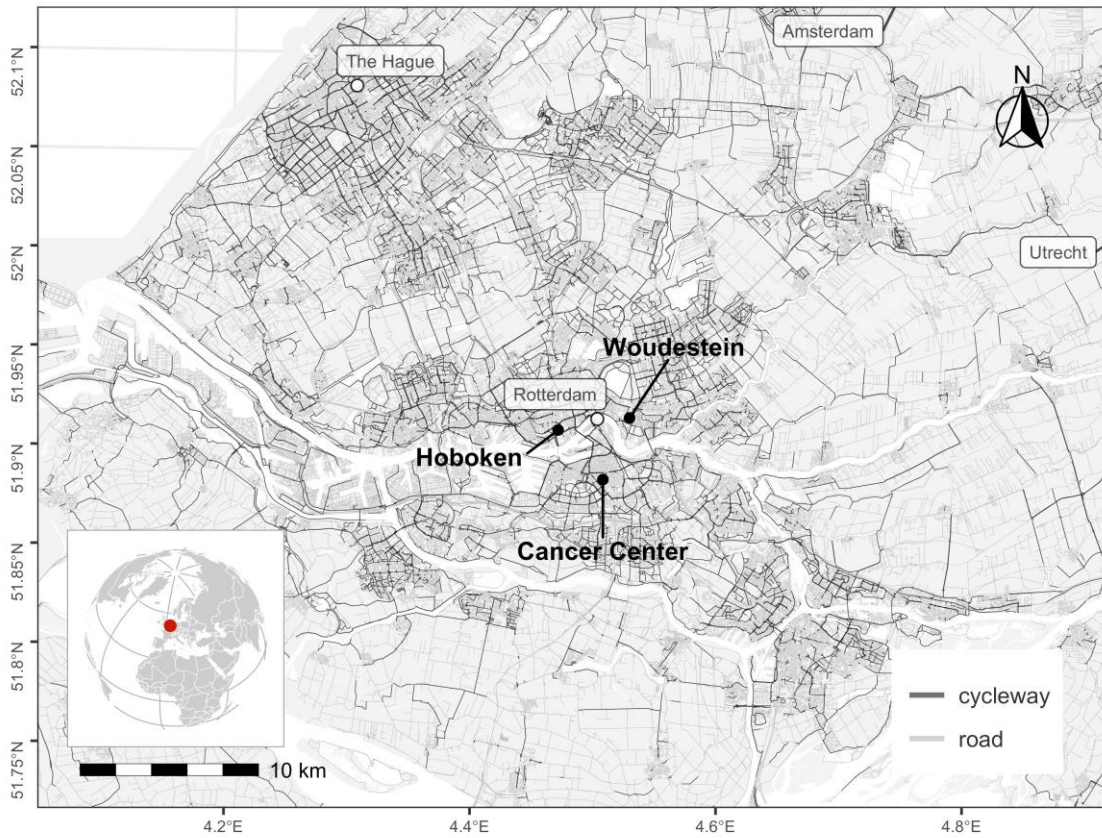 Amsterdam
The Hague
N
Utrecht
Woudestein
Rotterdam
Hoboken
Cancer Center
cycleway
road
10 km
52.1°N
52.05°N
52°N
51.95°N
51.9°N
51.85°N
51.8°N
51.75°N
4.2°E
4.4°E
4.6°E
4.8°E